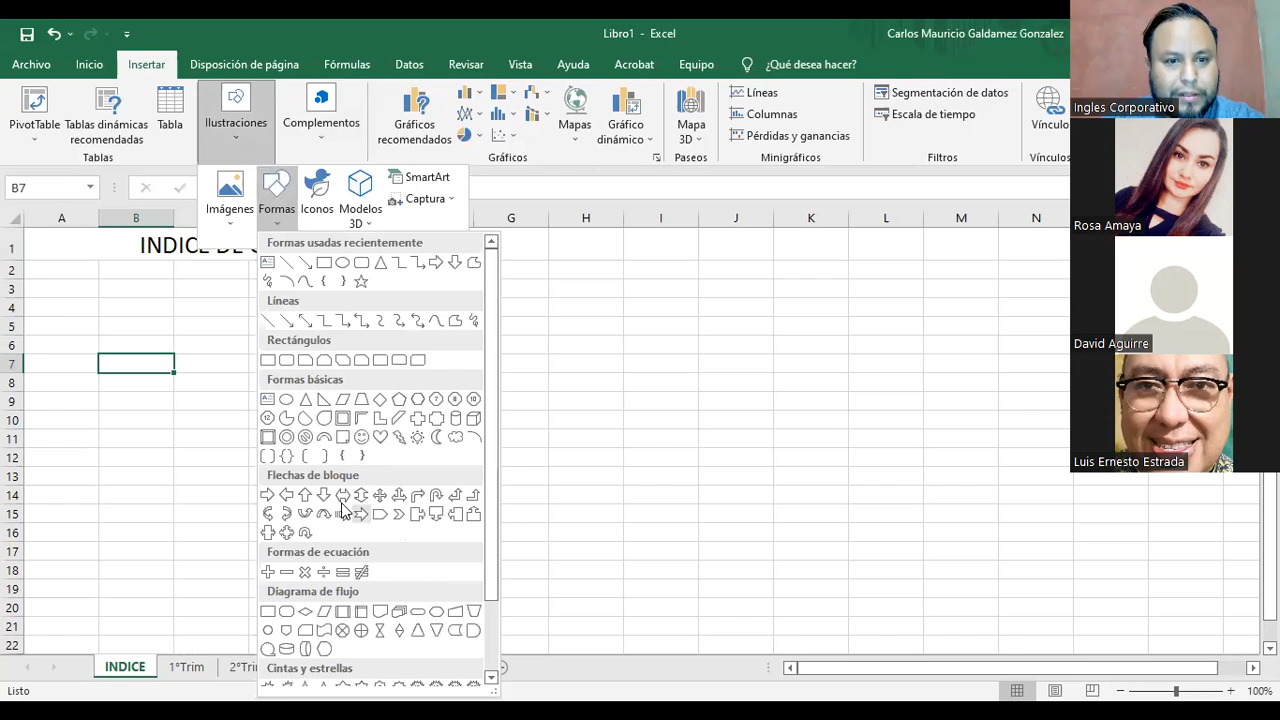 Libro1 - Excel
Carlos Mauricio Galdamez Gonzalez
Archivo
Inicio
Insertar
Disposición de página
Fórmulas
Datos
Revisar
Vista
Ayuda
Acrobat
Equipo
¿Qué desea hacer?
PivotTable
Tablas dinámicas
recomendadas
Tabla
Tablas
Ilustraciones
Complementos
Gráficos
recomendados
Mapas
Gráfico
dinámico
Gráficos
Mapa
3D
Paseos
Líneas
Columnas
Pérdidas y ganancias
Minigráficos
Segmentación de datos
Escala de tiempo
Filtros
Vínculo
Vínculos
Imágenes
Formas
Iconos
Modelos
3D
SmartArt
Captura
B7
A B G H I J K L M N
1 INDICE DE
2
3
4
5
6
7
8
9
10
11
12
13
14
15
16
17
18
19
20
21
22
Formas usadas recientemente
Líneas
Rectángulos
Formas básicas
Flechas de bloque
Formas de ecuación
Diagrama de flujo
Cintas y estrellas
INDICE
1°Trim
2°Trim
Listo
100%
Ingles Corporativo
Rosa Amaya
David Aguirre
Luis Ernesto Estrada